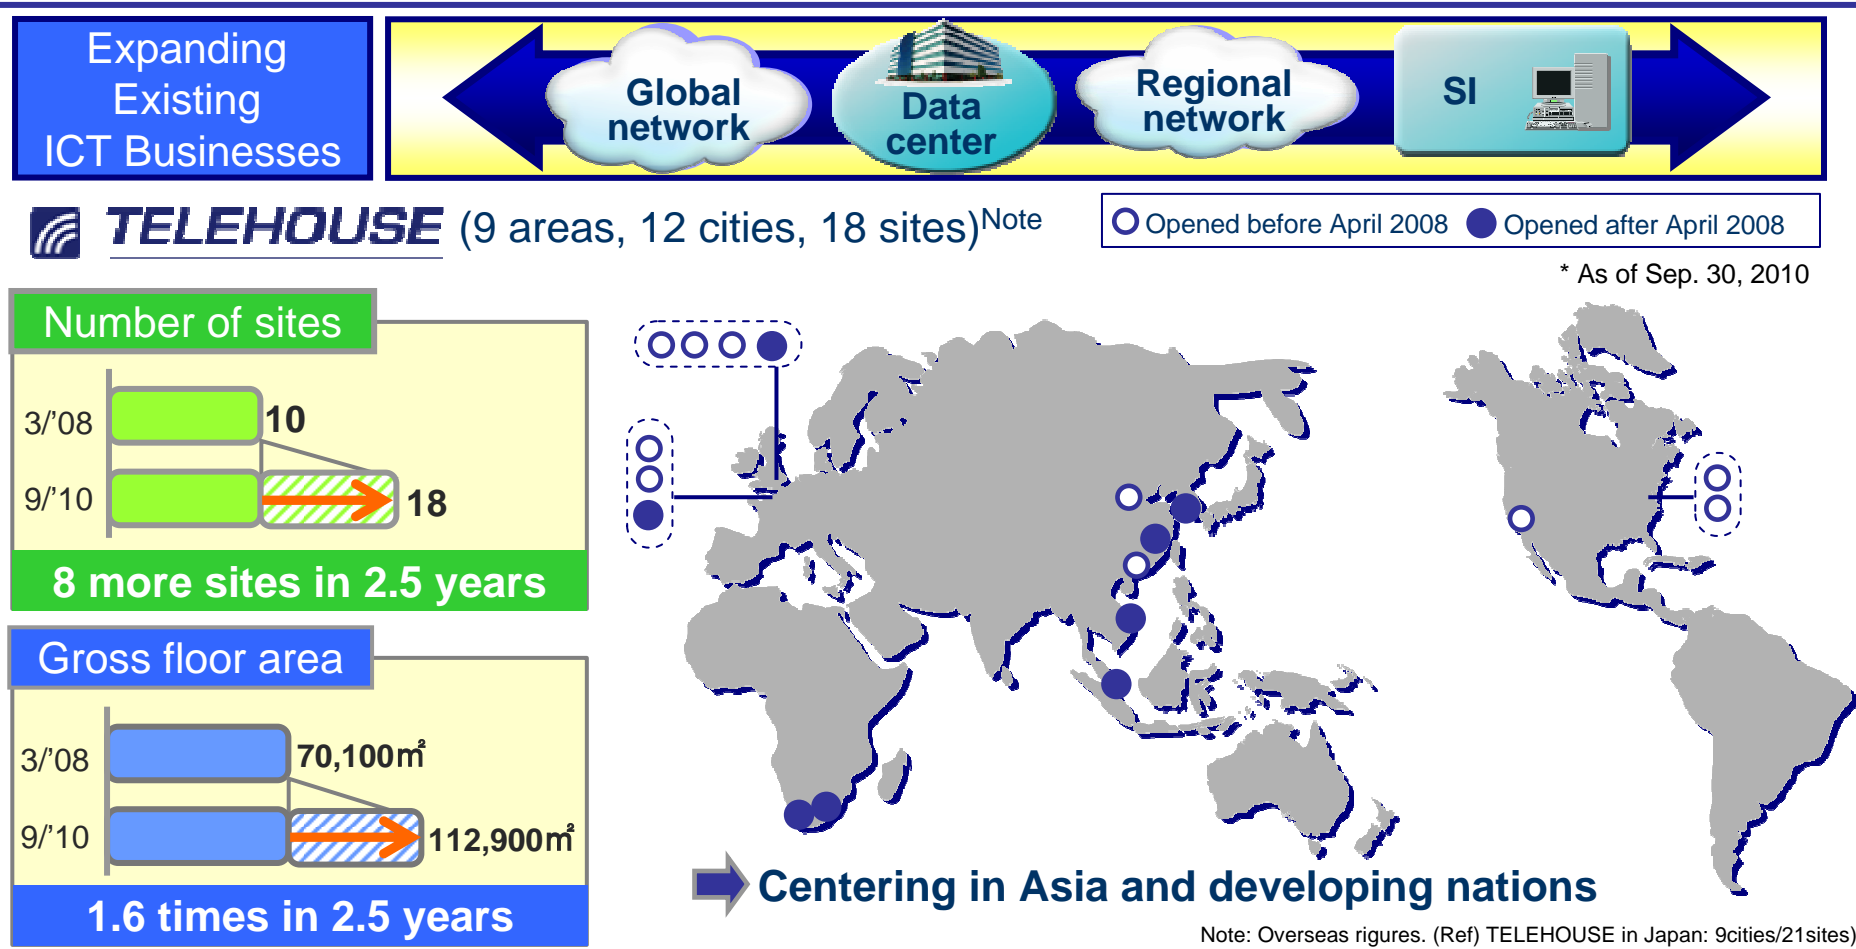 Expanding
Existing
ICT Businesses
Global
network
Data
center
Regional
network
SI
TELEHOUSE (9 areas, 12 cities, 18 sites)Note
Opened before April 2008
Opened after April 2008
* As of Sep. 30, 2010
Number of sites
3/'08
10
9/'10
18
8 more sites in 2.5 years
Gross floor area
3/'08
70,100㎡
9/'10
112,900㎡
1.6 times in 2.5 years
Centering in Asia and developing nations
Note: Overseas rigures. (Ref) TELEHOUSE in Japan: 9cities/21sites)